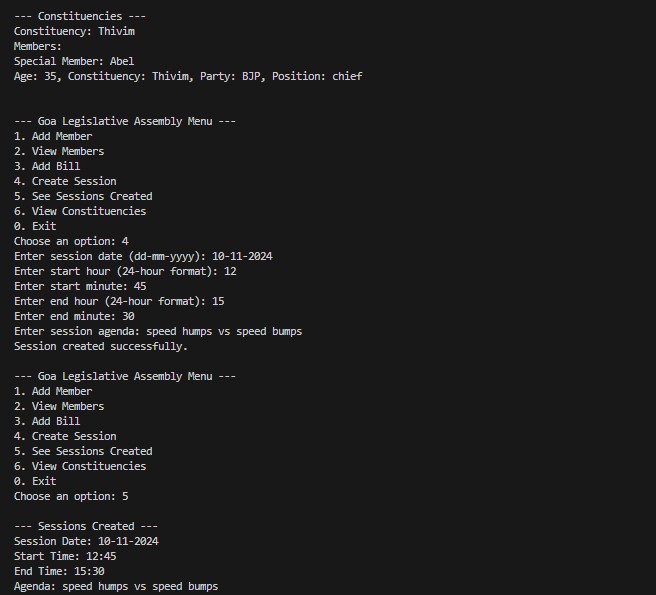 --- Constituencies ---
Constituency: Thivim
Members:
Special Member: Abel
Age: 35, Constituency: Thivim, Party: BJP, Position: chief
--- Goa Legislative Assembly Menu ---
1. Add Member
2. View Members
3. Add Bill
4. Create Session
5. See Sessions Created
6. View Constituencies
0. Exit
Choose an option: 4
Enter session date (dd-mm-yyyy): 10-11-2024
Enter start hour (24-hour format): 12
Enter start minute: 45
Enter end hour (24-hour format): 15
Enter end minute: 30
Enter session agenda: speed humps vs speed bumps
Session created successfully.
--- Goa Legislative Assembly Menu ---
1. Add Member
2. View Members
3. Add Bill
4. Create Session
5. See Sessions Created
6. View Constituencies
0. Exit
Choose an option: 5
--- Sessions Created ---
Session Date: 10-11-2024
Start Time: 12:45
End Time: 15:30
Agenda: speed humps vs speed bumps